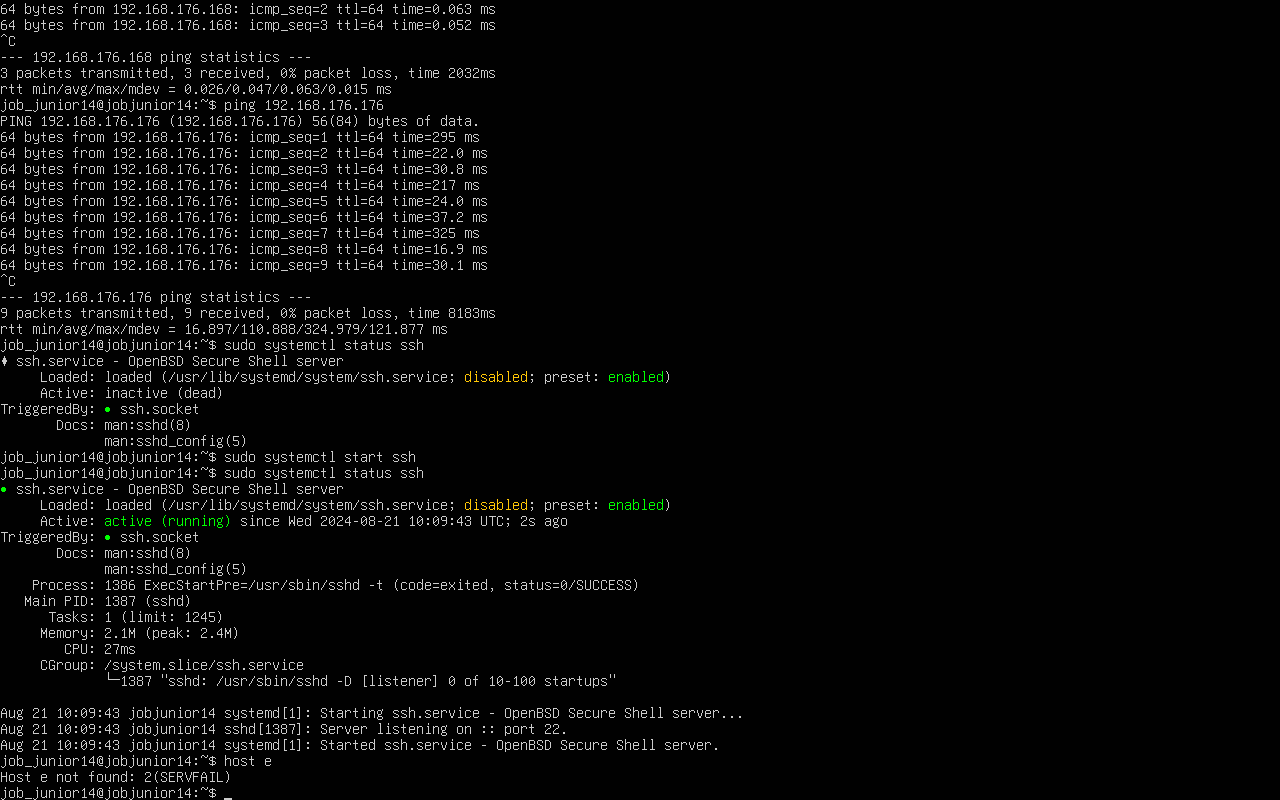 64 bytes from 192.168.176.168: icmp_seq=2 ttl=64 time=0.063 ms
64 bytes from 192.168.176.168: icmp_seq=3 ttl=64 time=0.052 ms
^C
--- 192.168.176.168 ping statistics ---
3 packets transmitted, 3 received, 0% packet loss, time 2032ms
rtt min/avg/max/mdev = 0.026/0.047/0.063/0.015 ms
job_junior14@jobjunior14:~$ ping 192.168.176.176
PING 192.168.176.176 (192.168.176.176) 56(84) bytes of data.
64 bytes from 192.168.176.176: icmp_seq=1 ttl=64 time=295 ms
64 bytes from 192.168.176.176: icmp_seq=2 ttl=64 time=22.0 ms
64 bytes from 192.168.176.176: icmp_seq=3 ttl=64 time=30.8 ms
64 bytes from 192.168.176.176: icmp_seq=4 ttl=64 time=217 ms
64 bytes from 192.168.176.176: icmp_seq=5 ttl=64 time=24.0 ms
64 bytes from 192.168.176.176: icmp_seq=6 ttl=64 time=37.2 ms
64 bytes from 192.168.176.176: icmp_seq=7 ttl=64 time=325 ms
64 bytes from 192.168.176.176: icmp_seq=8 ttl=64 time=16.9 ms
64 bytes from 192.168.176.176: icmp_seq=9 ttl=64 time=30.1 ms
^C
--- 192.168.176.176 ping statistics ---
9 packets transmitted, 9 received, 0% packet loss, time 8183ms
rtt min/avg/max/mdev = 16.897/110.888/324.979/121.877 ms
job_junior14@jobjunior14:~$ sudo systemctl status ssh
♦ ssh.service - OpenBSD Secure Shell server
     Loaded: loaded (/usr/lib/systemd/system/ssh.service; disabled; preset: enabled)
     Active: inactive (dead)
TriggeredBy: ● ssh.socket
       Docs: man:sshd(8)
             man:sshd_config(5)
job_junior14@jobjunior14:~$ sudo systemctl start ssh
job_junior14@jobjunior14:~$ sudo systemctl status ssh
● ssh.service - OpenBSD Secure Shell server
     Loaded: loaded (/usr/lib/systemd/system/ssh.service; disabled; preset: enabled)
     Active: active (running) since Wed 2024-08-21 10:09:43 UTC; 2s ago
TriggeredBy: ● ssh.socket
       Docs: man:sshd(8)
             man:sshd_config(5)
    Process: 1386 ExecStartPre=/usr/sbin/sshd -t (code=exited, status=0/SUCCESS)
   Main PID: 1387 (sshd)
      Tasks: 1 (limit: 1245)
     Memory: 2.1M (peak: 2.4M)
        CPU: 27ms
     CGroup: /system.slice/ssh.service
             └─1387 "sshd: /usr/sbin/sshd -D [listener] 0 of 10-100 startups"

Aug 21 10:09:43 jobjunior14 systemd[1]: Starting ssh.service - OpenBSD Secure Shell server...
Aug 21 10:09:43 jobjunior14 sshd[1387]: Server listening on :: port 22.
Aug 21 10:09:43 jobjunior14 systemd[1]: Started ssh.service - OpenBSD Secure Shell server.
job_junior14@jobjunior14:~$ host e
Host e not found: 2(SERVFAIL)
job_junior14@jobjunior14:~$ _